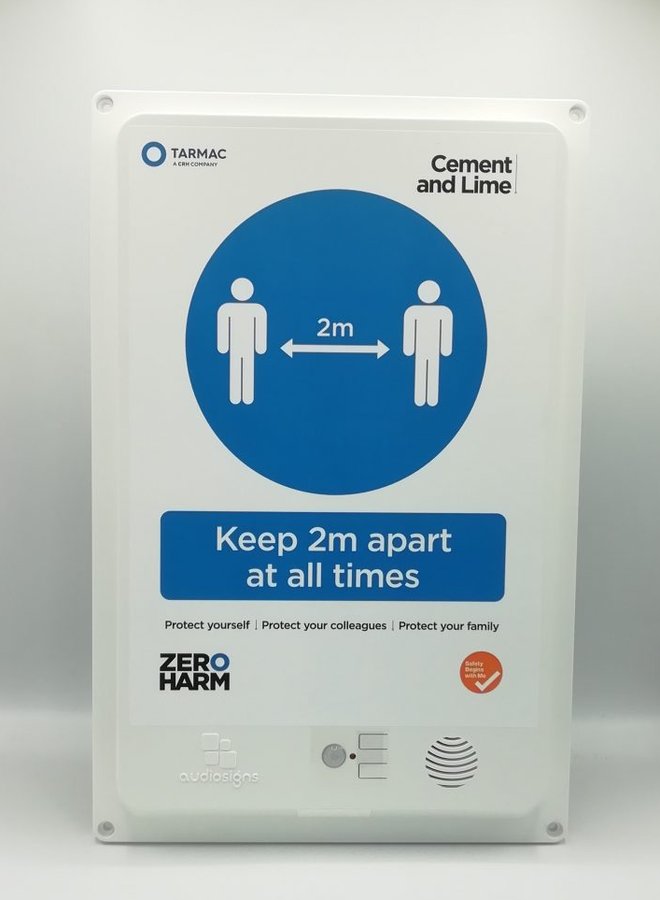 TARMAC
A CRH COMPANY
Cement
and Lime
2m
Keep 2m apart
at all times
Protect yourself | Protect your colleagues | Protect your family
ZERO
HARM
Safety
Begins
with Me
audiosigns